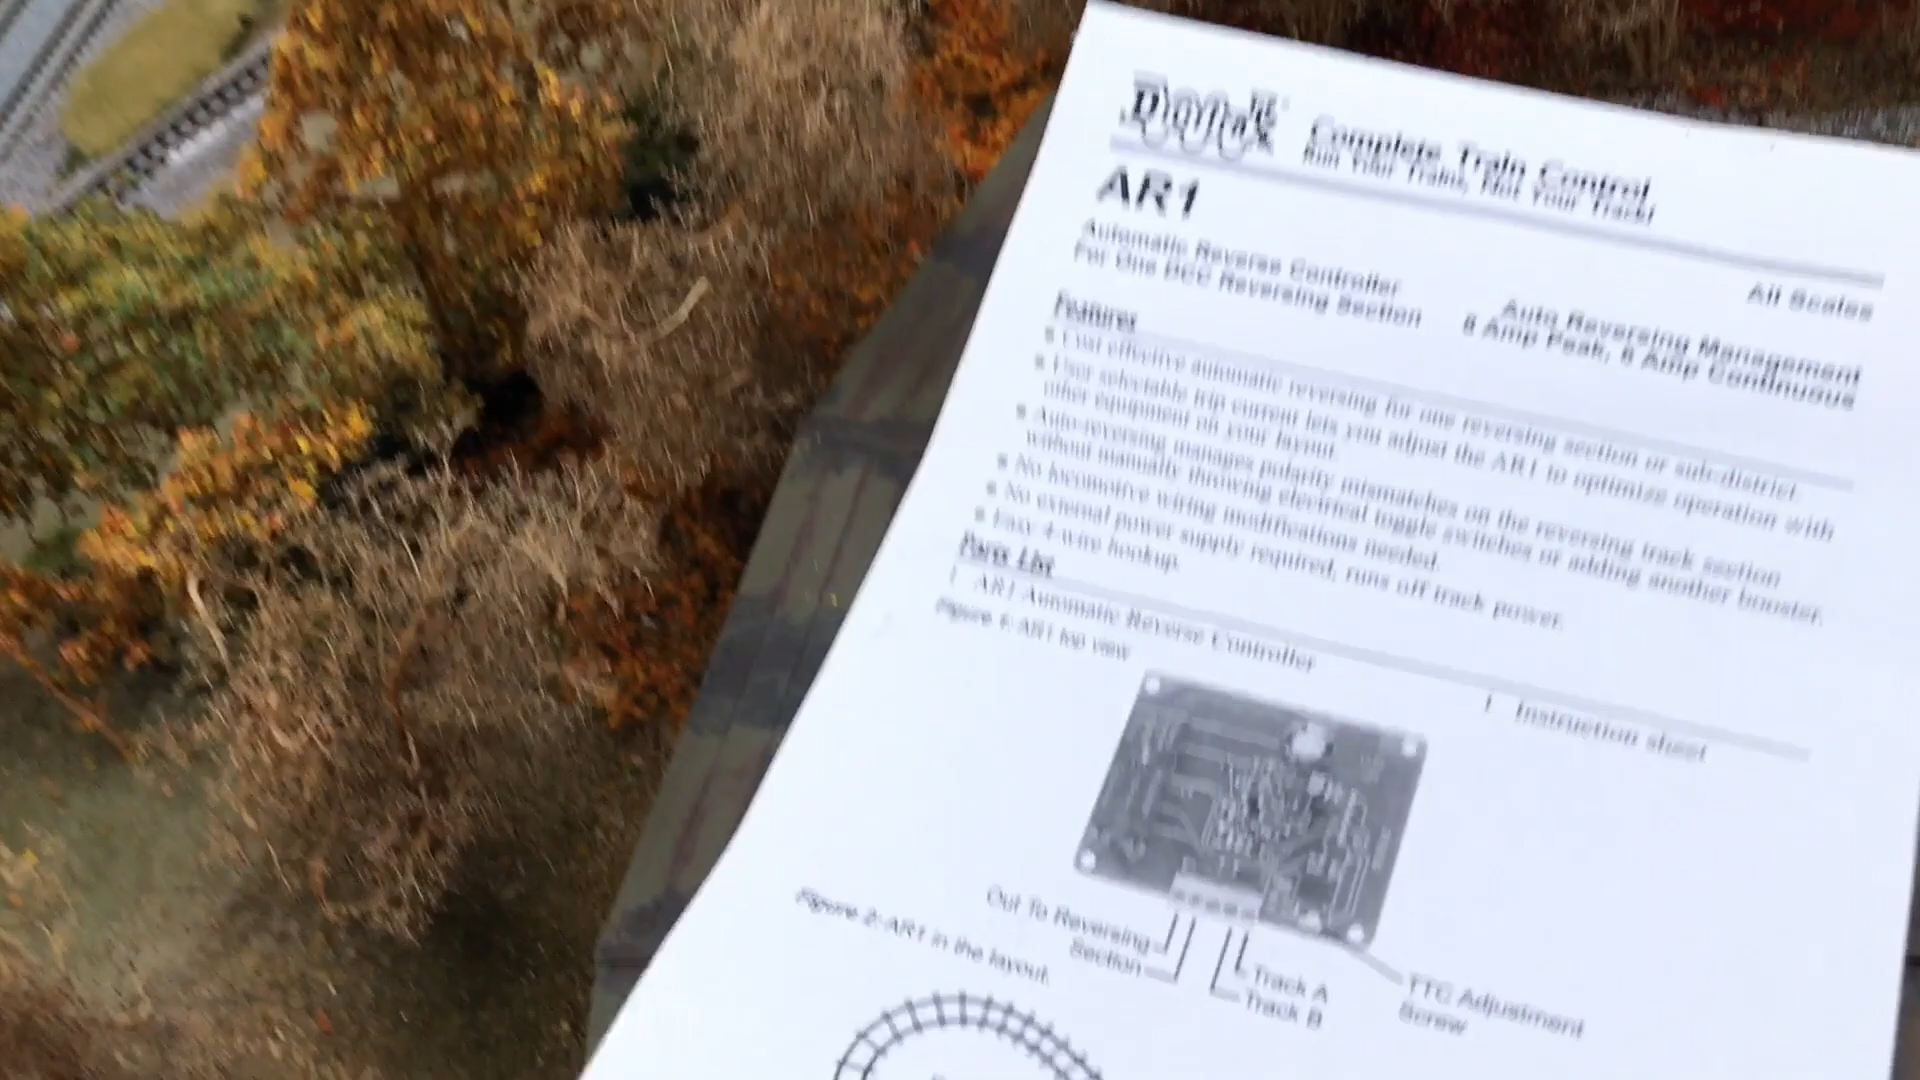 Digitrax
Complete Train Control
Run Your Trains, Not Your Track!
AR1
Automatic Reverse Controller
For One DCC Reversing Section
All Scales
Auto Reversing Management
8 Amp Peak, 6 Amp Continuous
Features
• Cost effective automatic reversing for one reversing section or sub-district.
• User selectable trip current lets you adjust the AR1 to optimize operation with
other equipment on your layout.
• Auto-reversing manages polarity mismatches on the reversing track section
without manually throwing electrical toggle switches or adding another booster.
• No locomotive wiring modifications needed.
• No external power supply required, runs off track power.
• Easy 4-wire hookup.
Parts List
1 AR1 Automatic Reverse Controller
1 Instruction sheet
Figure 1: AR1 top view
Out To Reversing
Section
Track A
Track B
TTC Adjustment
Screw
Figure 2: AR1 in the layout.